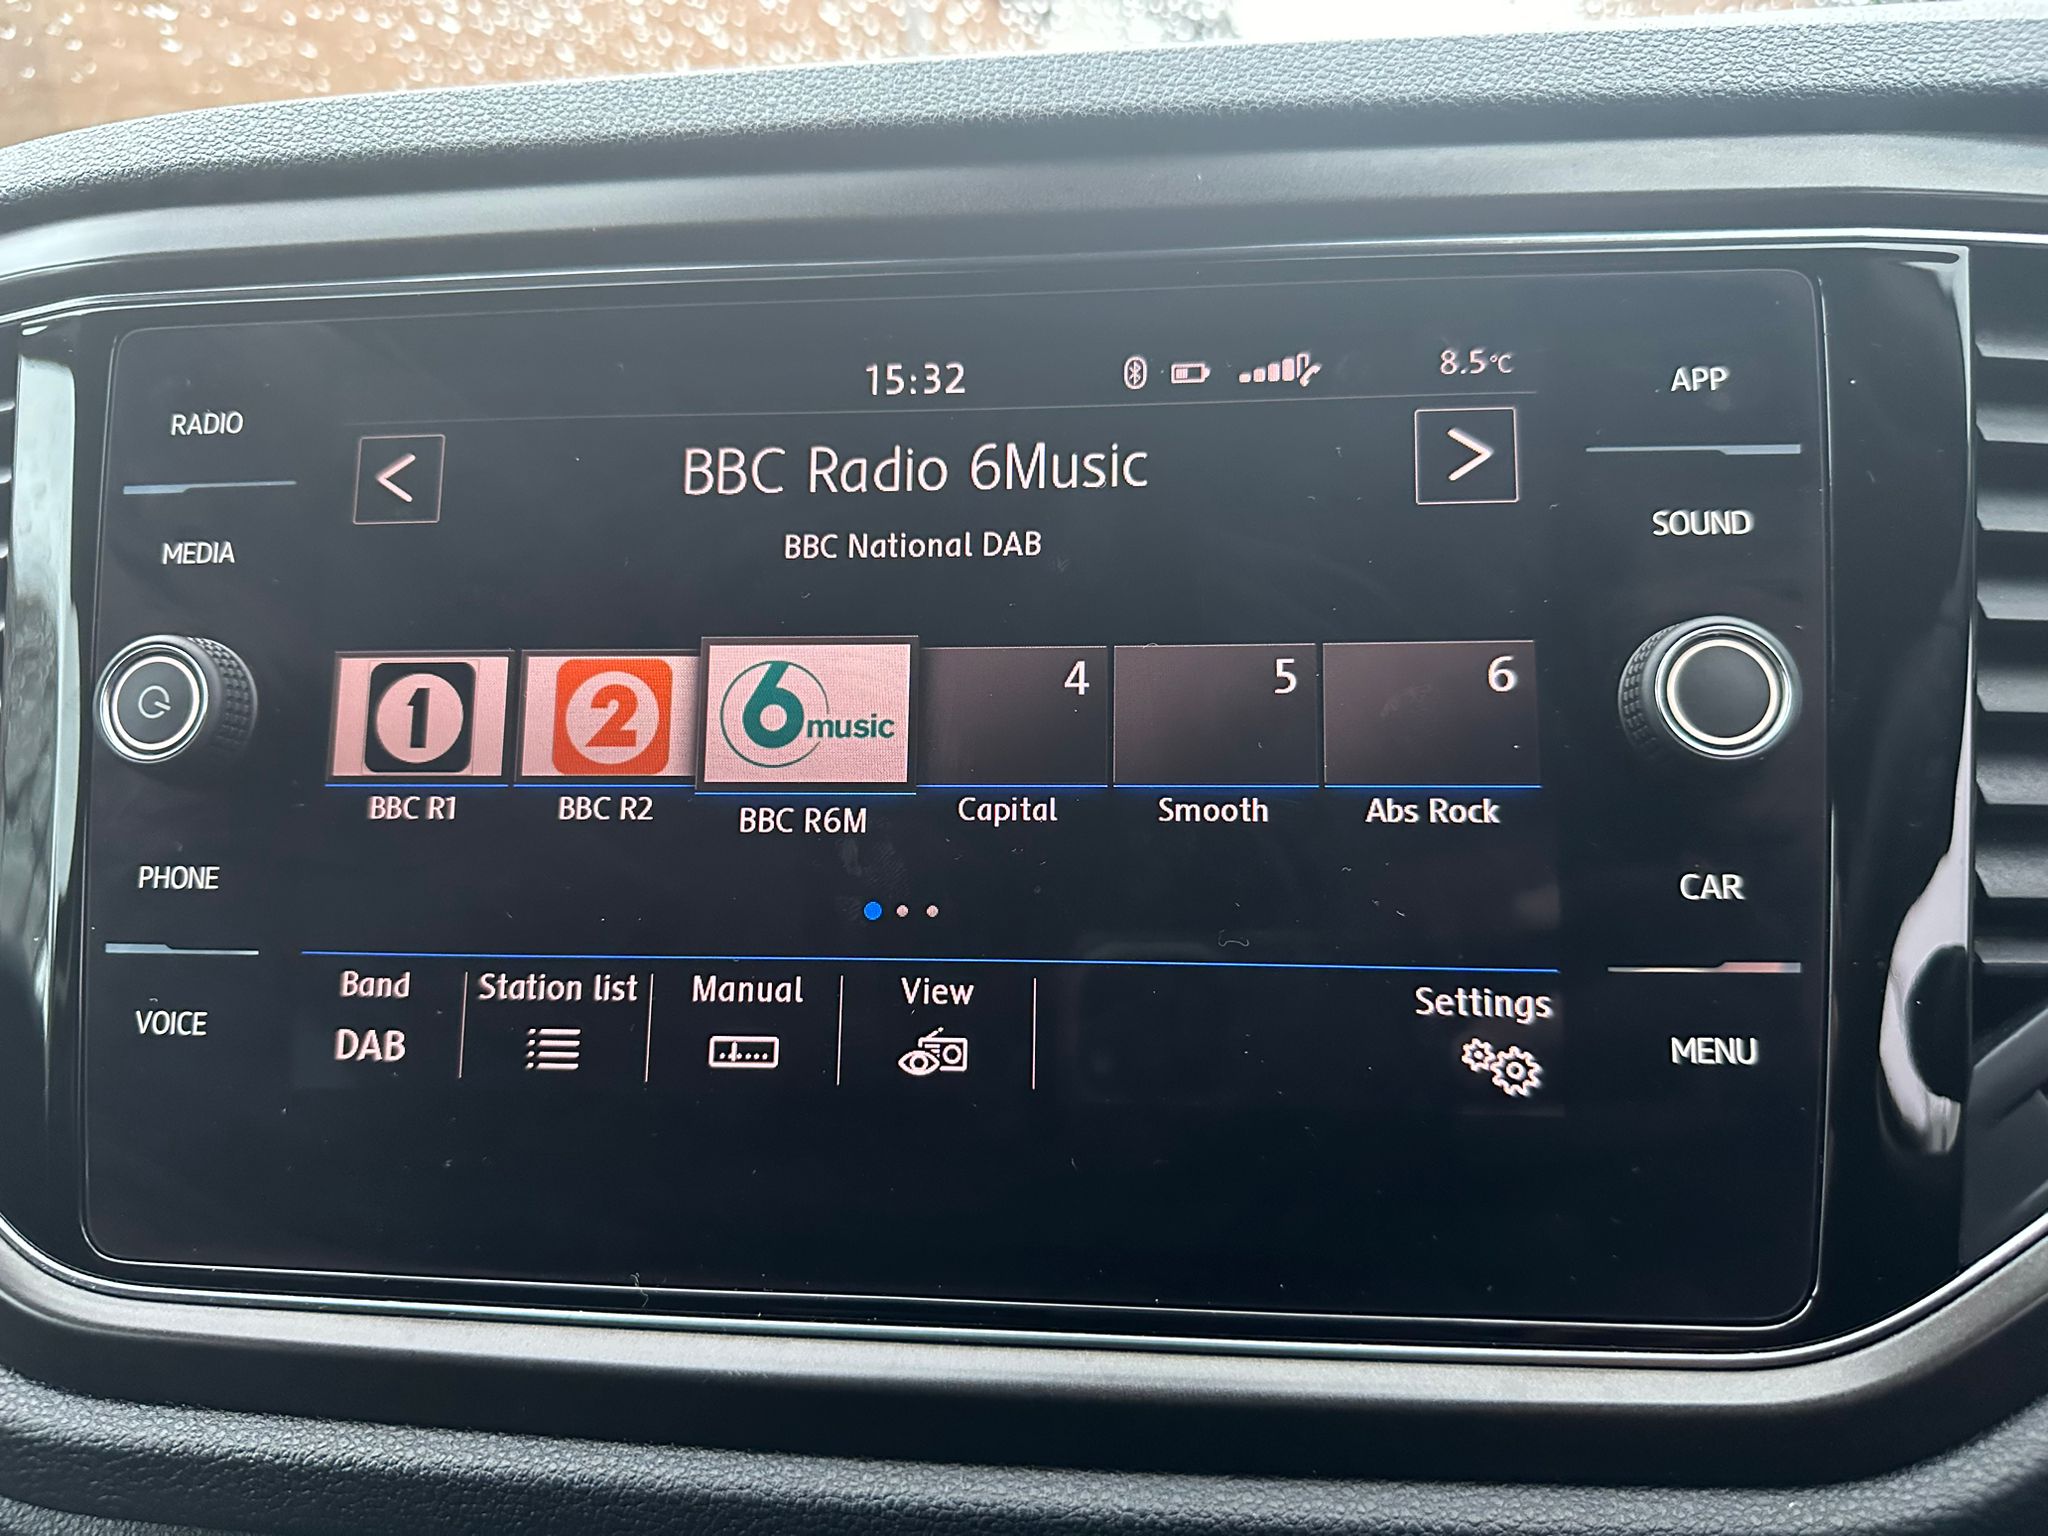 15:32 8.5°C
APP
RADIO
< BBC Radio 6Music >
SOUND
MEDIA
BBC National DAB
1 2 6music 4 5 6
BBC R1 BBC R2 BBC R6M Capital Smooth Abs Rock
PHONE
CAR
Band Station list Manual View Settings
DAB
VOICE
MENU